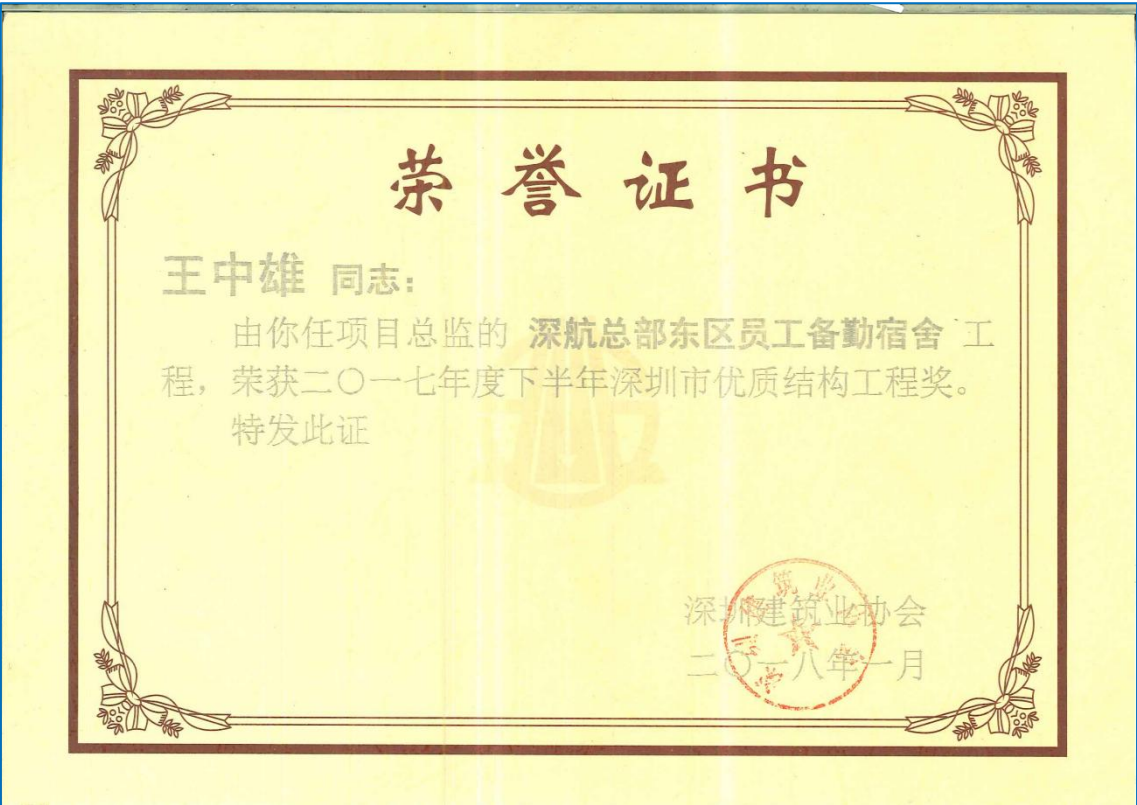 荣誉证书
王中雄 同志：
由你任项目总监的 深航总部东区员工备勤宿舍 工
程，荣获二〇一七年度下半年深圳市优质结构工程奖。
特发此证
深圳建筑业协会
二〇一八年一月